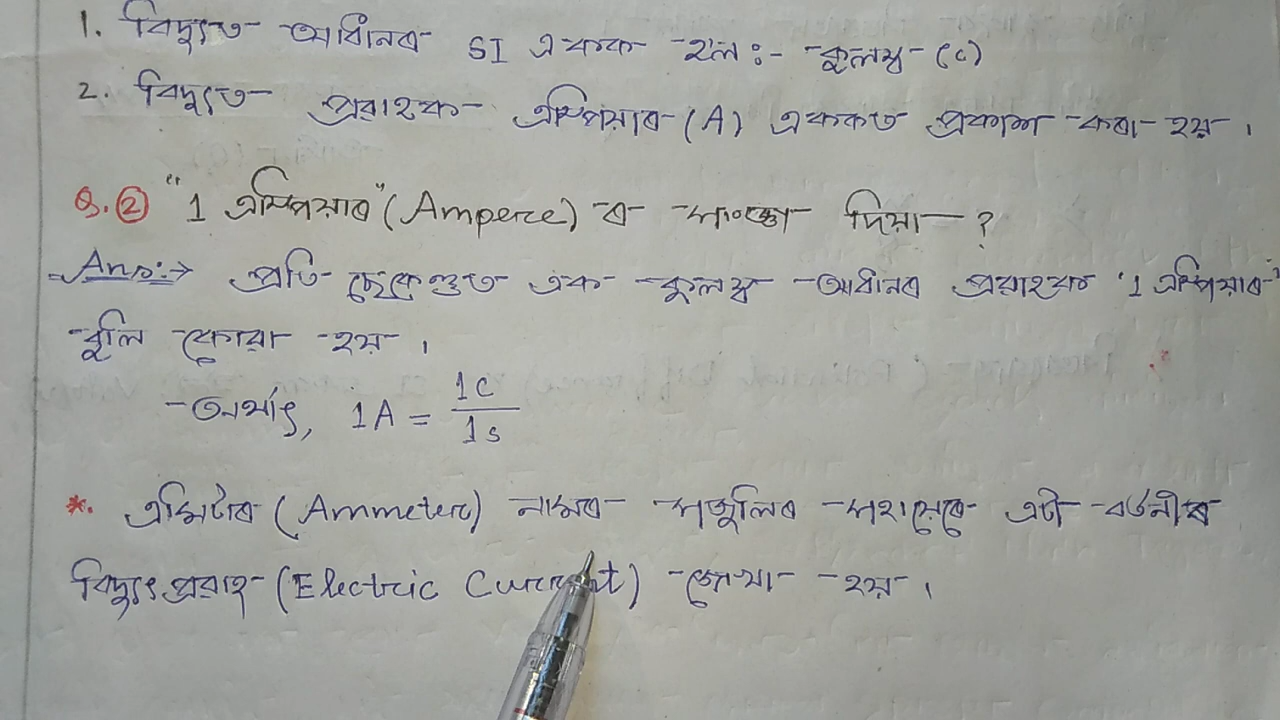 1. বিদ্যুত আধানৰ SI একক হ'ল ঃ- কুলম্ব (C)
2. বিদ্যুত প্ৰৱাহক এম্পিয়াৰ (A) এককত প্ৰকাশ কৰা হয় ।
Q. ② "1 এম্পিয়াৰ" (Ampere) ৰ সংজ্ঞা দিয়া ?
Ans:→ প্ৰতি ছেকেণ্ডত এক কুলম্ব আধানৰ প্ৰৱাহক '1 এম্পিয়াৰ'
বুলি কোৱা হয় ।
অৰ্থাৎ, 1A = 1C / 1s
*. এমিটাৰ (Ammeter) নামৰ সজুলিৰ সহায়েৰে এটা বৰ্তনীৰ
বিদ্যুৎ প্ৰৱাহ (Electric Current) জোখা হয় ।